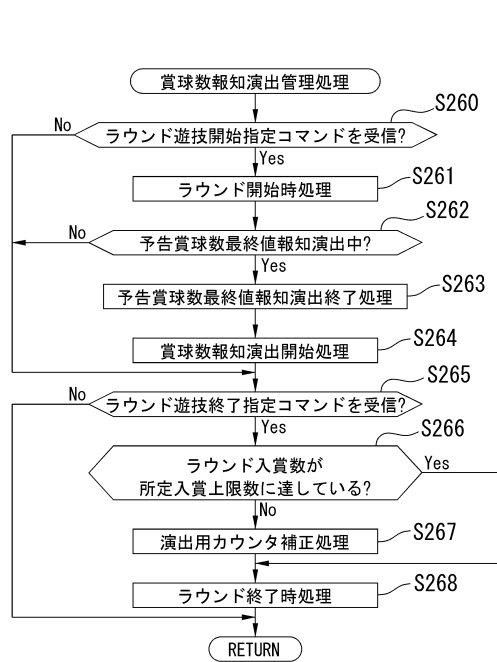 賞球数報知演出管理処理
S260
ラウンド遊技開始指定コマンドを受信?
No
Yes
S261
ラウンド開始時処理
S262
予告賞球数最終値報知演出中?
No
Yes
S263
予告賞球数最終値報知演出終了処理
S264
賞球数報知演出開始処理
S265
ラウンド遊技終了指定コマンドを受信?
No
Yes
S266
ラウンド入賞数が
所定入賞上限数に達している?
Yes
No
S267
演出用カウンタ補正処理
S268
ラウンド終了時処理
RETURN